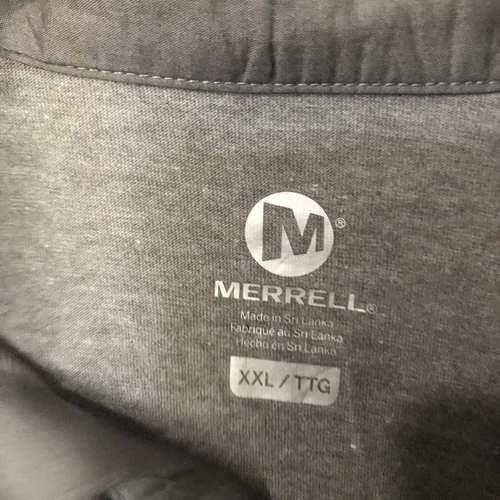 M®
MERRELL®
Made in Sri Lanka
Fabriqué au Sri Lanka
Hecho en Sri Lanka
XXL / TTG